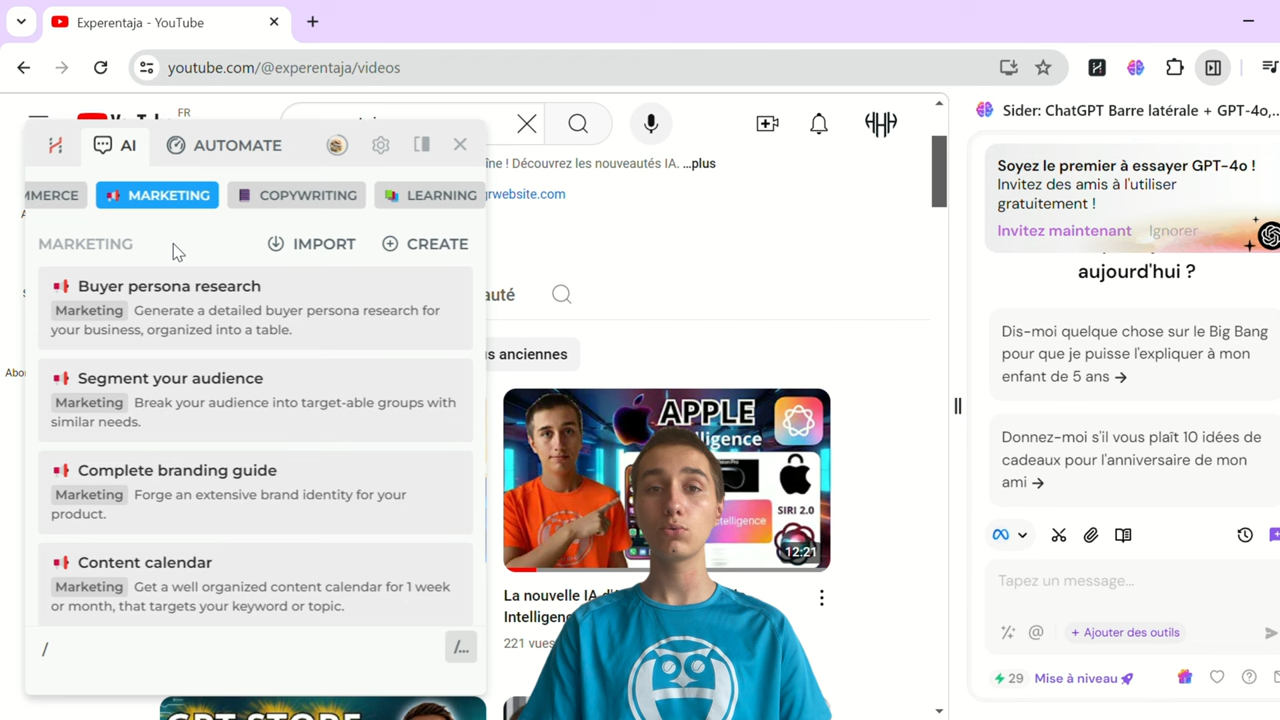 Experentaja - YouTube
youtube.com/@experentaja/videos
FR
Sider: ChatGPT Barre latérale + GPT-4o,...
AI
AUTOMATE
Soyez le premier à essayer GPT-4o !
Invitez des amis à l'utiliser
gratuitement !
Invitez maintenant Ignorer
aujourd'hui ?
îne ! Découvrez les nouveautés IA. ...plus
grwebsite.com
MMERCE
MARKETING
COPYWRITING
LEARNING
MARKETING
IMPORT
CREATE
Buyer persona research
Marketing Generate a detailed buyer persona research for
your business, organized into a table.
Segment your audience
Marketing Break your audience into target-able groups with
similar needs.
Complete branding guide
Marketing Forge an extensive brand identity for your
product.
Content calendar
Marketing Get a well organized content calendar for 1 week
or month, that targets your keyword or topic.
/
/...
Abo
auté
s anciennes
APPLE
lligence
SIRI 2.0
telligence
12:21
La nouvelle IA d'
Intelligen
221 vues
GPT STORE
Dis-moi quelque chose sur le Big Bang
pour que je puisse l'expliquer à mon
enfant de 5 ans →
Donnez-moi s'il vous plaît 10 idées de
cadeaux pour l'anniversaire de mon
ami →
Tapez un message...
@
+ Ajouter des outils
29 Mise à niveau